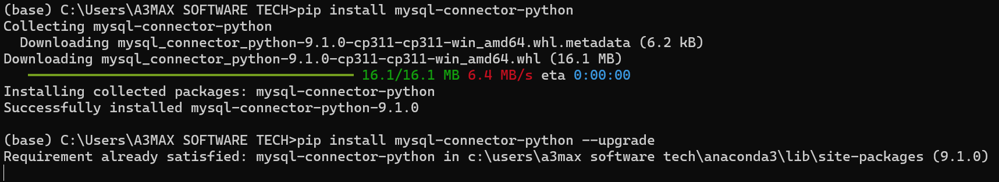 (base) C:\Users\A3MAX SOFTWARE TECH>pip install mysql-connector-python
Collecting mysql-connector-python
  Downloading mysql_connector_python-9.1.0-cp311-cp311-win_amd64.whl.metadata (6.2 kB)
Downloading mysql_connector_python-9.1.0-cp311-cp311-win_amd64.whl (16.1 MB)
16.1/16.1 MB 6.4 MB/s eta 0:00:00
Installing collected packages: mysql-connector-python
Successfully installed mysql-connector-python-9.1.0
(base) C:\Users\A3MAX SOFTWARE TECH>pip install mysql-connector-python --upgrade
Requirement already satisfied: mysql-connector-python in c:\users\a3max software tech\anaconda3\lib\site-packages (9.1.0)